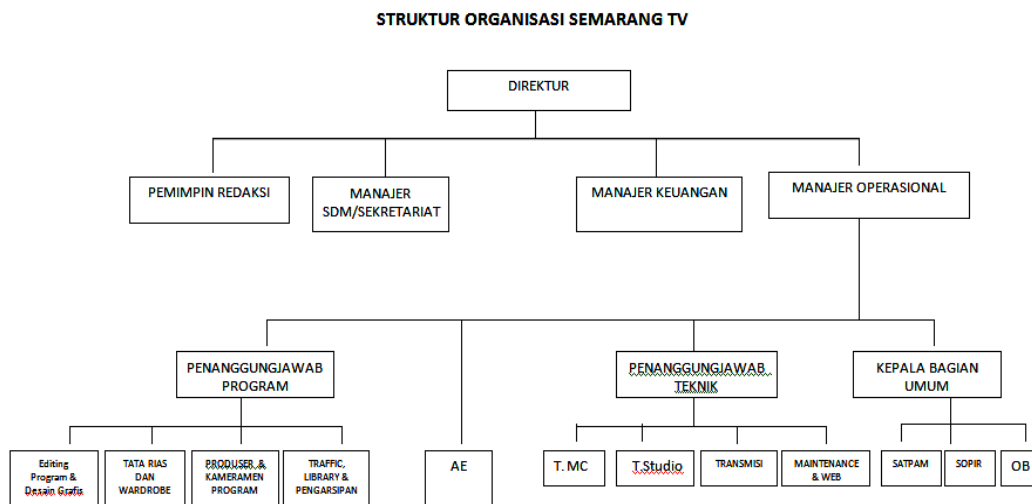 STRUKTUR ORGANISASI SEMARANG TV
DIREKTUR
PEMIMPIN REDAKSI
MANAJER
SDM/SEKRETARIAT
MANAJER KEUANGAN
MANAJER OPERASIONAL
PENANGGUNGJAWAB
PROGRAM
PENANGGUNGJAWAB
TEKNIK
KEPALA BAGIAN
UMUM
Editing
Program &
Desain Grafis
TATA RIAS
DAN
WARDROBE
PRODUSER &
KAMERAMEN
PROGRAM
TRAFFIC,
LIBRARY &
PENGARSIPAN
AE
T. MC
T.Studio
TRANSMISI
MAINTENANCE
& WEB
SATPAM
SOPIR
OB